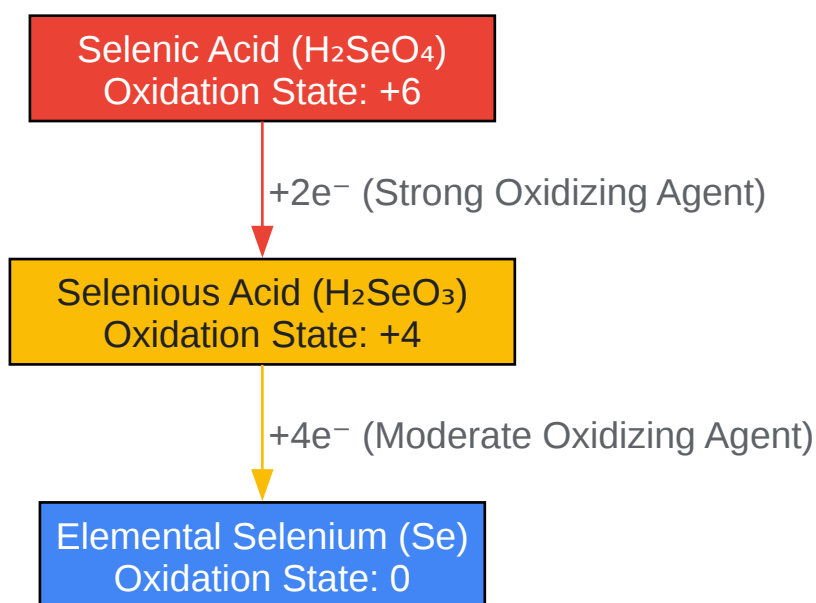 Selenic Acid (H₂SeO₄)
Oxidation State: +6
+2e⁻ (Strong Oxidizing Agent)
Selenious Acid (H₂SeO₃)
Oxidation State: +4
+4e⁻ (Moderate Oxidizing Agent)
Elemental Selenium (Se)
Oxidation State: 0